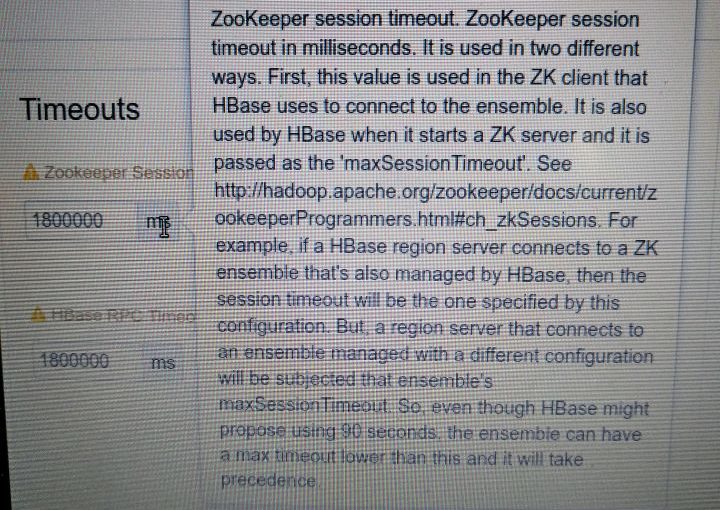 ZooKeeper session timeout. ZooKeeper session
timeout in milliseconds. It is used in two different
ways. First, this value is used in the ZK client that
HBase uses to connect to the ensemble. It is also
used by HBase when it starts a ZK server and it is
passed as the 'maxSessionTimeout'. See
http://hadoop.apache.org/zookeeper/docs/current/z
ookeeperProgrammers.html#ch_zkSessions. For
example, if a HBase region server connects to a ZK
ensemble that's also managed by HBase, then the
session timeout will be the one specified by this
configuration. But, a region server that connects to
an ensemble managed with a different configuration
will be subjected that ensemble's
maxSessionTimeout. So, even though HBase might
propose using 90 seconds, the ensemble can have
a max timeout lower than this and it will take
precedence.
Timeouts
Zookeeper Session
1800000 ms
HBase RPC Timeo
1800000 ms